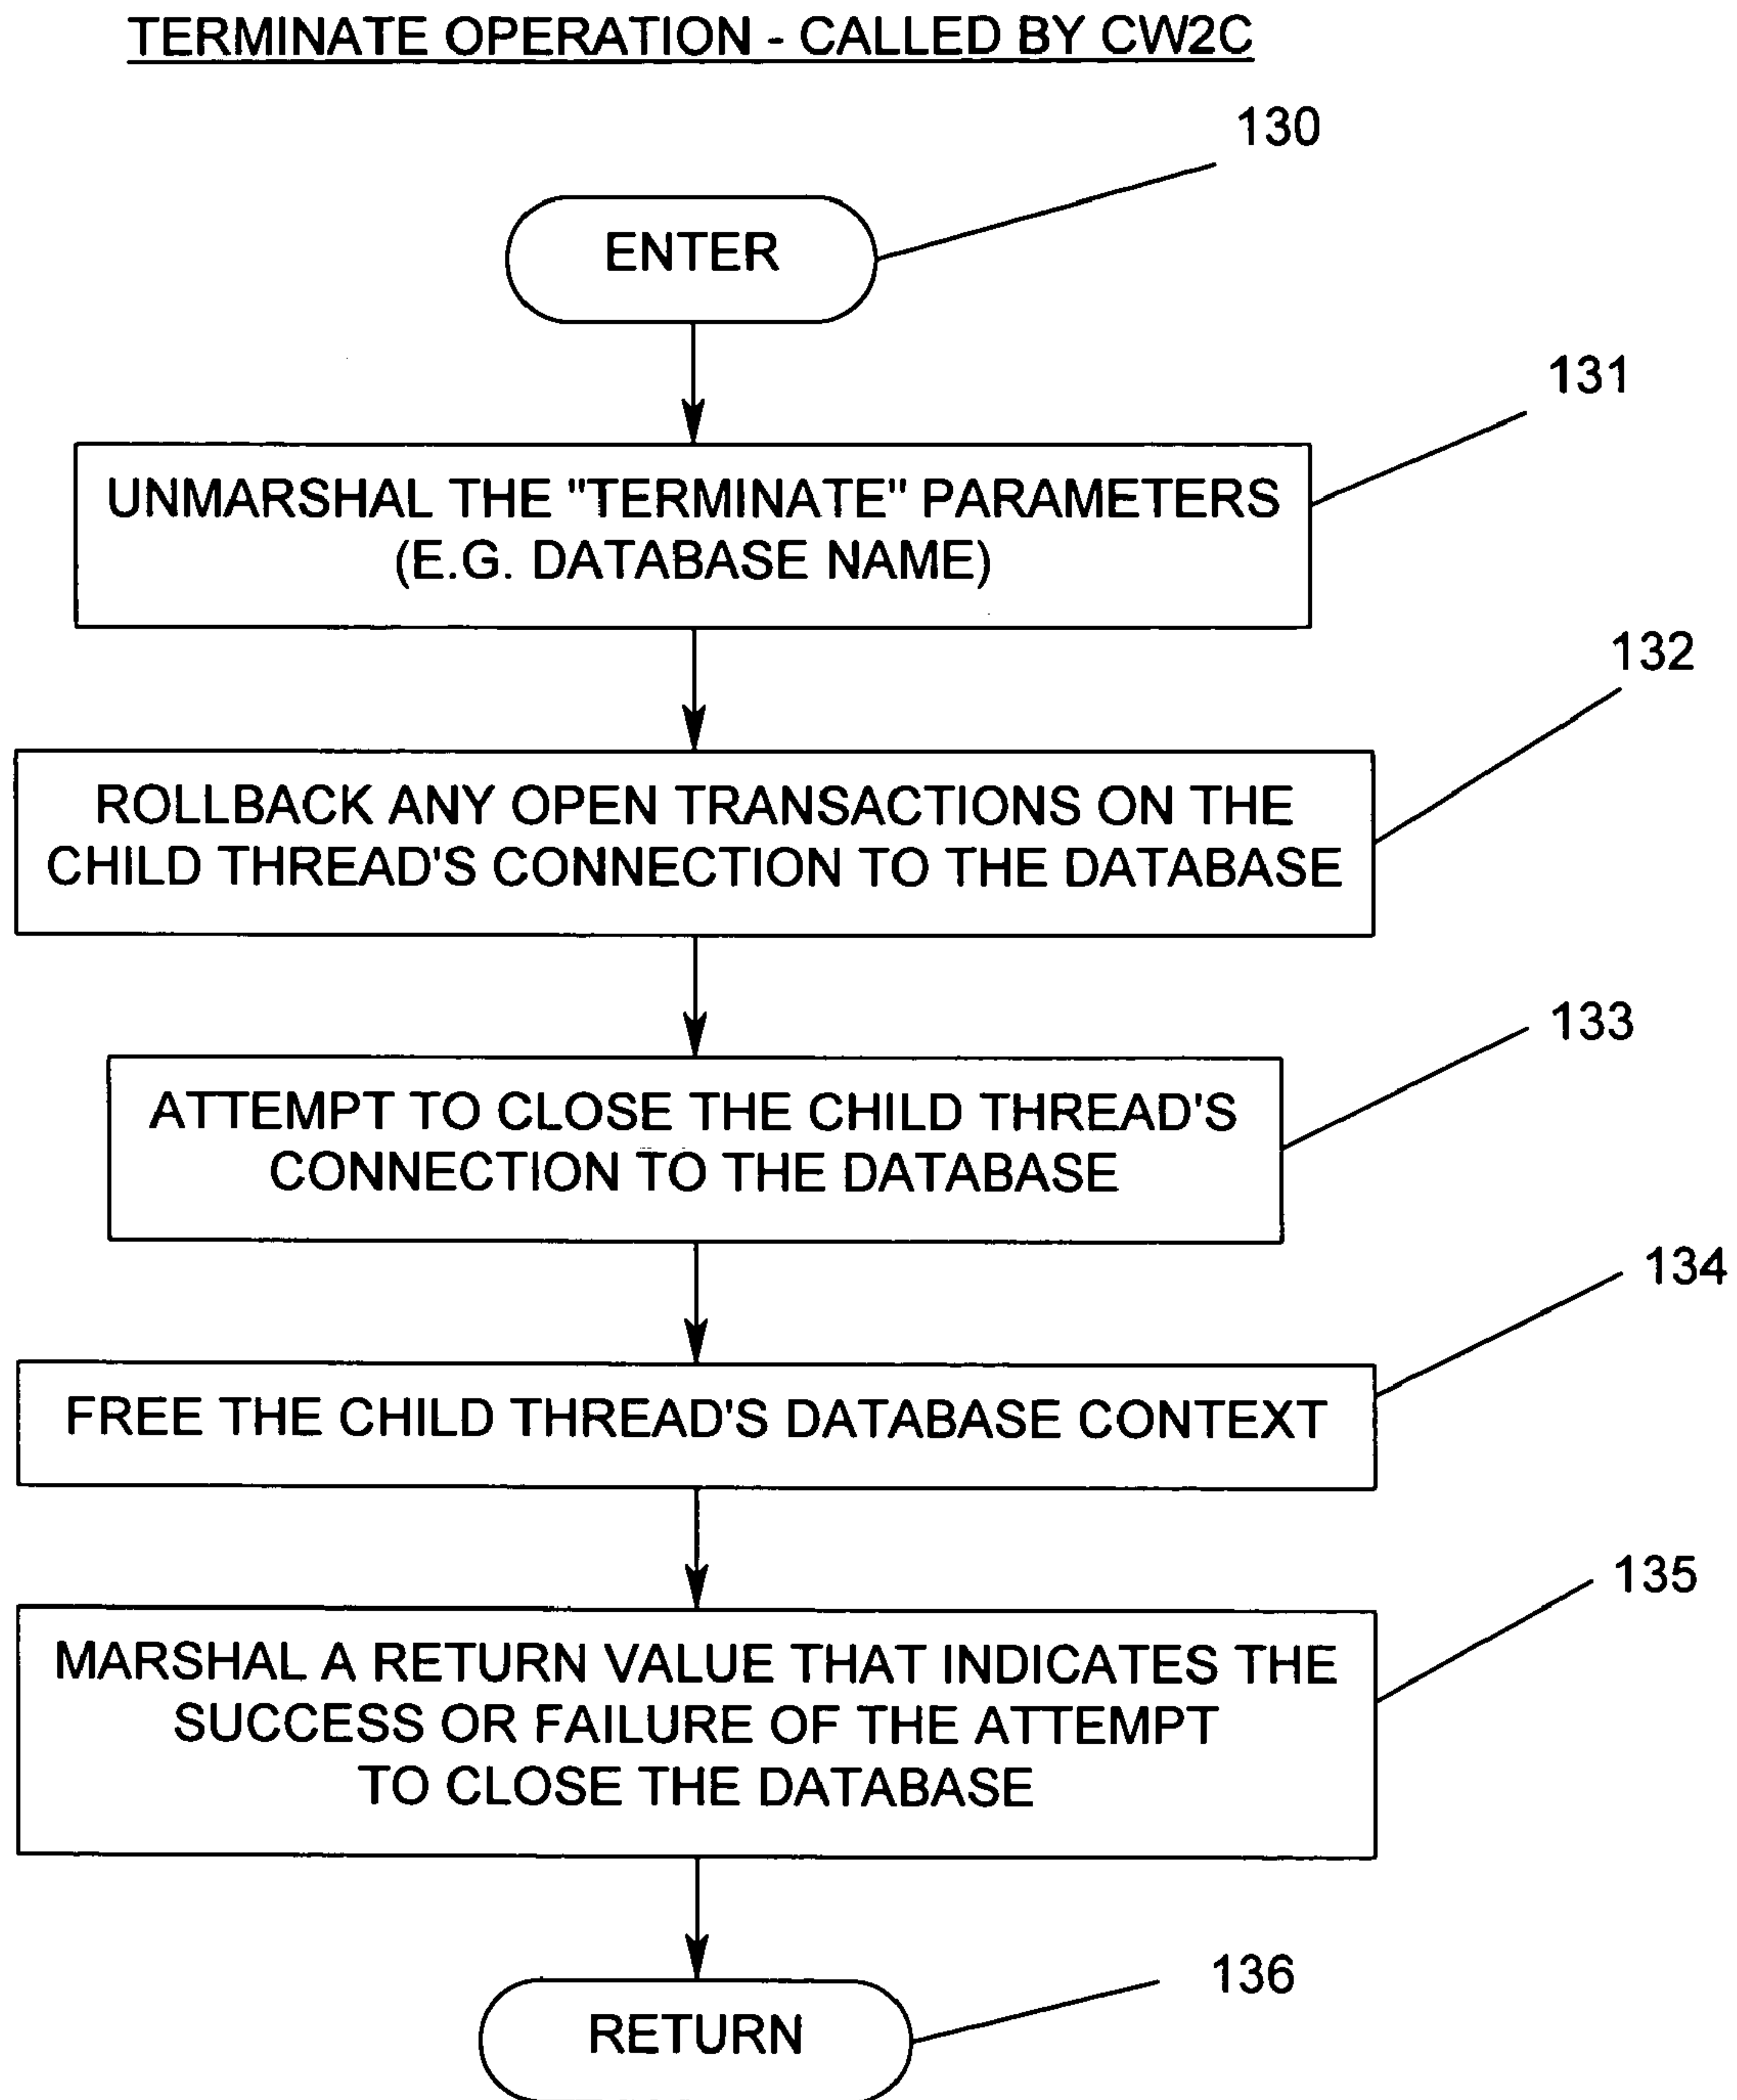 TERMINATE OPERATION - CALLED BY CW2C
130
ENTER
131
UNMARSHAL THE "TERMINATE" PARAMETERS
(E.G. DATABASE NAME)
132
ROLLBACK ANY OPEN TRANSACTIONS ON THE
CHILD THREAD'S CONNECTION TO THE DATABASE
133
ATTEMPT TO CLOSE THE CHILD THREAD'S
CONNECTION TO THE DATABASE
134
FREE THE CHILD THREAD'S DATABASE CONTEXT
135
MARSHAL A RETURN VALUE THAT INDICATES THE
SUCCESS OR FAILURE OF THE ATTEMPT
TO CLOSE THE DATABASE
136
RETURN